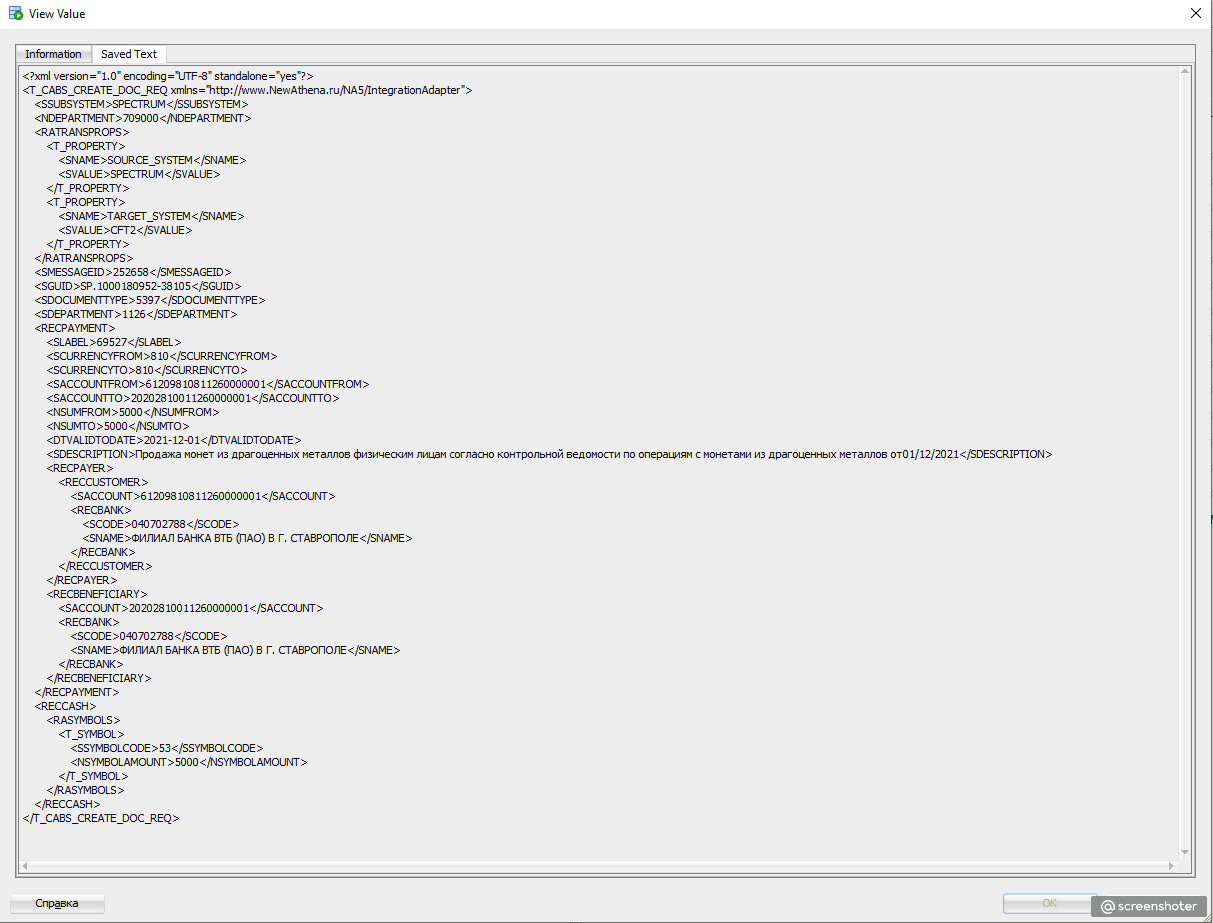 View Value
Information
Saved Text
<?xml version="1.0" encoding="UTF-8" standalone="yes"?>
<T_CABS_CREATE_DOC_REQ xmlns="http://www.NewAthena.ru/NA5/IntegrationAdapter">
<SSUBSYSTEM>SPECTRUM</SSUBSYSTEM>
<NDEPARTMENT>709000</NDEPARTMENT>
<RATRANSPROPS>
<T_PROPERTY>
<SNAME>SOURCE_SYSTEM</SNAME>
<SVALUE>SPECTRUM</SVALUE>
</T_PROPERTY>
<T_PROPERTY>
<SNAME>TARGET_SYSTEM</SNAME>
<SVALUE>CFT2</SVALUE>
</T_PROPERTY>
</RATRANSPROPS>
<SMESSAGEID>252658</SMESSAGEID>
<SGUID>SP.1000180952-38105</SGUID>
<SDOCUMENTTYPE>5397</SDOCUMENTTYPE>
<SDEPARTMENT>1126</SDEPARTMENT>
<RECPAYMENT>
<SLABEL>69527</SLABEL>
<SCURRENCYFROM>810</SCURRENCYFROM>
<SCURRENCYTO>810</SCURRENCYTO>
<SACCOUNTFROM>61209810811260000001</SACCOUNTFROM>
<SACCOUNTTO>20202810011260000001</SACCOUNTTO>
<NSUMFROM>5000</NSUMFROM>
<NSUMTO>5000</NSUMTO>
<DTVALIDTODATE>2021-12-01</DTVALIDTODATE>
<SDESCRIPTION>Продажа монет из драгоценных металлов физическим лицам согласно контрольной ведомости по операциям с монетами из драгоценных металлов от01/12/2021</SDESCRIPTION>
<RECPAYER>
<RECCUSTOMER>
<SACCOUNT>61209810811260000001</SACCOUNT>
<RECBANK>
<SCODE>040702788</SCODE>
<SNAME>ФИЛИАЛ БАНКА ВТБ (ПАО) В Г. СТАВРОПОЛЕ</SNAME>
</RECBANK>
</RECCUSTOMER>
</RECPAYER>
<RECBENEFICIARY>
<SACCOUNT>20202810011260000001</SACCOUNT>
<RECBANK>
<SCODE>040702788</SCODE>
<SNAME>ФИЛИАЛ БАНКА ВТБ (ПАО) В Г. СТАВРОПОЛЕ</SNAME>
</RECBANK>
</RECBENEFICIARY>
</RECPAYMENT>
<RECCASH>
<RASYMBOLS>
<T_SYMBOL>
<SSYMBOLCODE>53</SSYMBOLCODE>
<NSYMBOLAMOUNT>5000</NSYMBOLAMOUNT>
</T_SYMBOL>
</RASYMBOLS>
</RECCASH>
</T_CABS_CREATE_DOC_REQ>
Справка
OK
@screenshoter